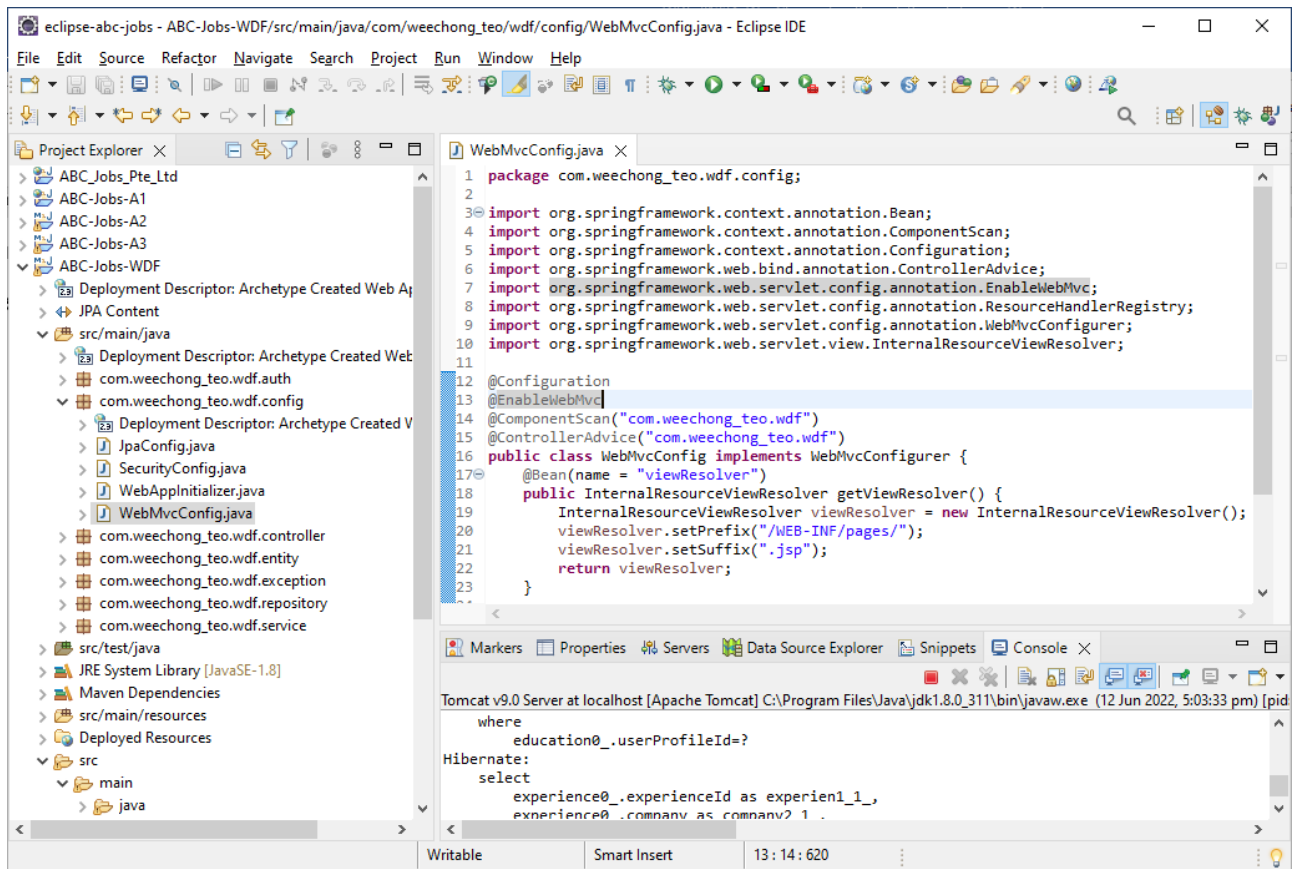 eclipse-abc-jobs - ABC-Jobs-WDF/src/main/java/com/weechong_teo/wdf/config/WebMvcConfig.java - Eclipse IDE
File Edit Source Refactor Navigate Search Project Run Window Help
Project Explorer
ABC_Jobs_Pte_Ltd
ABC-Jobs-A1
ABC-Jobs-A2
ABC-Jobs-A3
ABC-Jobs-WDF
Deployment Descriptor: Archetype Created Web Ap
JPA Content
src/main/java
Deployment Descriptor: Archetype Created Web
com.weechong_teo.wdf.auth
com.weechong_teo.wdf.config
Deployment Descriptor: Archetype Created W
JpaConfig.java
SecurityConfig.java
WebAppInitializer.java
WebMvcConfig.java
com.weechong_teo.wdf.controller
com.weechong_teo.wdf.entity
com.weechong_teo.wdf.exception
com.weechong_teo.wdf.repository
com.weechong_teo.wdf.service
src/test/java
JRE System Library [JavaSE-1.8]
Maven Dependencies
src/main/resources
Deployed Resources
src
main
java
WebMvcConfig.java
1 package com.weechong_teo.wdf.config;
2
3 import org.springframework.context.annotation.Bean;
4 import org.springframework.context.annotation.ComponentScan;
5 import org.springframework.context.annotation.Configuration;
6 import org.springframework.web.bind.annotation.ControllerAdvice;
7 import org.springframework.web.servlet.config.annotation.EnableWebMvc;
8 import org.springframework.web.servlet.config.annotation.ResourceHandlerRegistry;
9 import org.springframework.web.servlet.config.annotation.WebMvcConfigurer;
10 import org.springframework.web.servlet.view.InternalResourceViewResolver;
11
12 @Configuration
13 @EnableWebMvc
14 @ComponentScan("com.weechong_teo.wdf")
15 @ControllerAdvice("com.weechong_teo.wdf")
16 public class WebMvcConfig implements WebMvcConfigurer {
17 @Bean(name = "viewResolver")
18 public InternalResourceViewResolver getViewResolver() {
19 InternalResourceViewResolver viewResolver = new InternalResourceViewResolver();
20 viewResolver.setPrefix("/WEB-INF/pages/");
21 viewResolver.setSuffix(".jsp");
22 return viewResolver;
23 }
Markers Properties Servers Data Source Explorer Snippets Console
Tomcat v9.0 Server at localhost [Apache Tomcat] C:\Program Files\Java\jdk1.8.0_311\bin\javaw.exe (12 Jun 2022, 5:03:33 pm) [pid:
where
education0_.userProfileId=?
Hibernate:
select
experience0_.experienceId as experien1_1_,
experience0_.company as company2_1_,
Writable Smart Insert 13 : 14 : 620